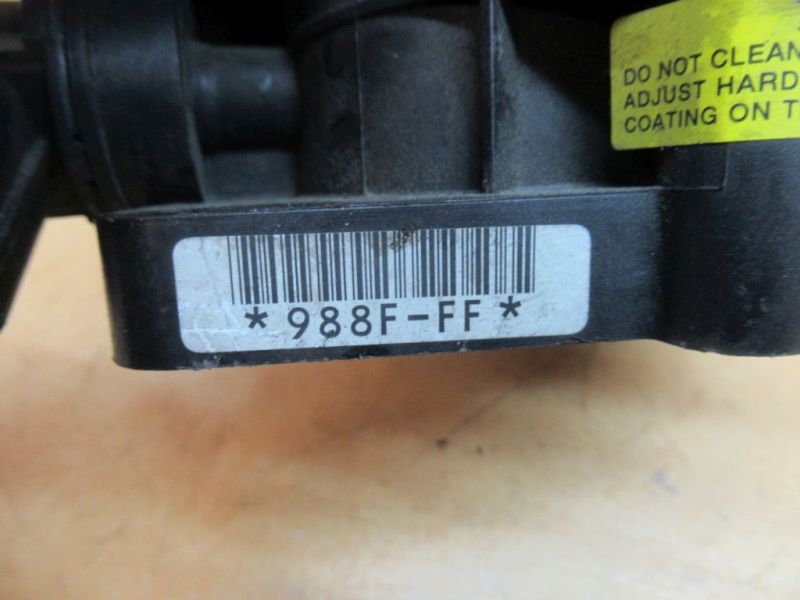 DO NOT CLEAN
ADJUST HARD
COATING ON
*988F-FF*